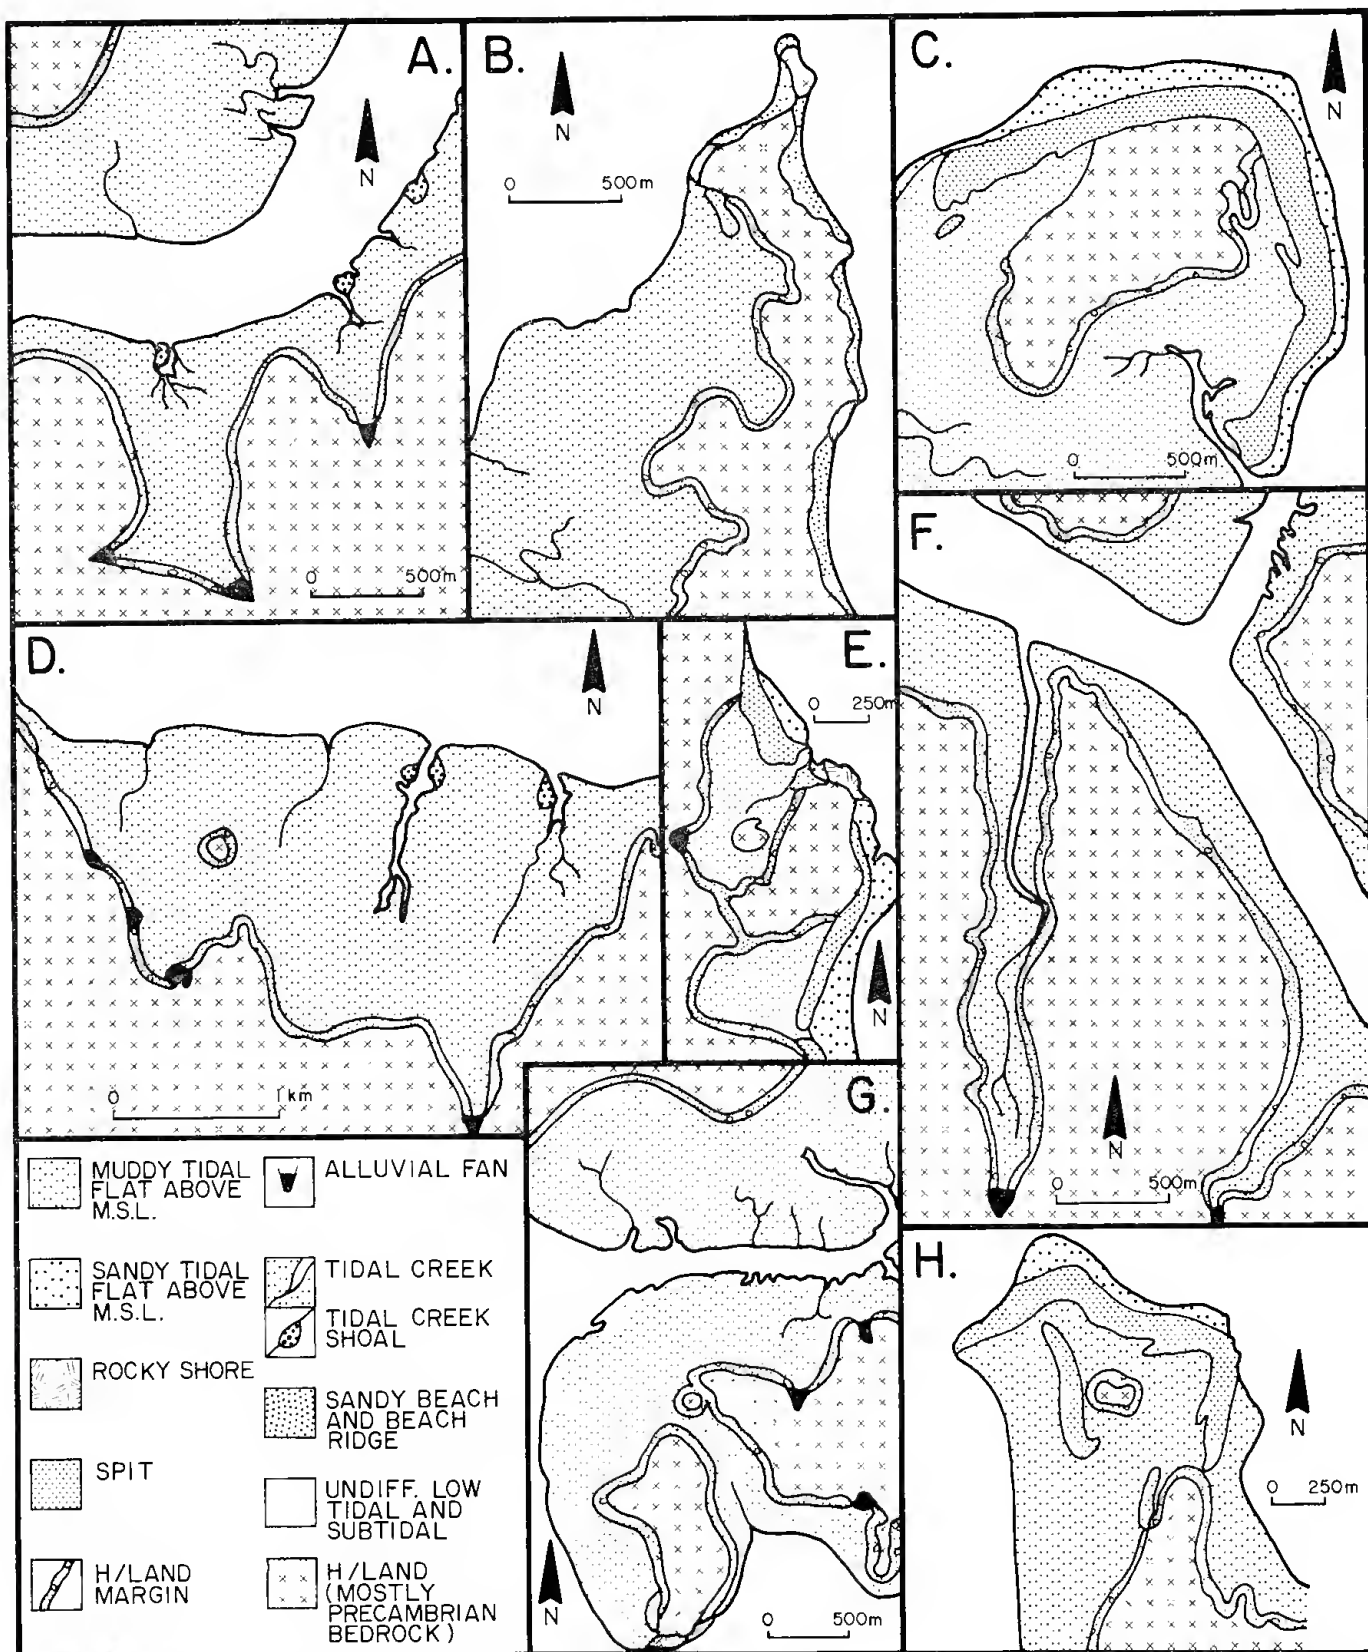 A.
N
0 500m
B.
N
0 500m
C.
N
0 500m
D.
N
0 1km
E.
0 250m
N
F.
N
0 500m
G.
N
0 500m
H.
N
0 250m
MUDDY TIDAL
FLAT ABOVE
M.S.L.
SANDY TIDAL
FLAT ABOVE
M.S.L.
ROCKY SHORE
SPIT
H/LAND
MARGIN
ALLUVIAL FAN
TIDAL CREEK
TIDAL CREEK
SHOAL
SANDY BEACH
AND BEACH
RIDGE
UNDIFF. LOW
TIDAL AND
SUBTIDAL
H/LAND
(MOSTLY
PRECAMBRIAN
BEDROCK)